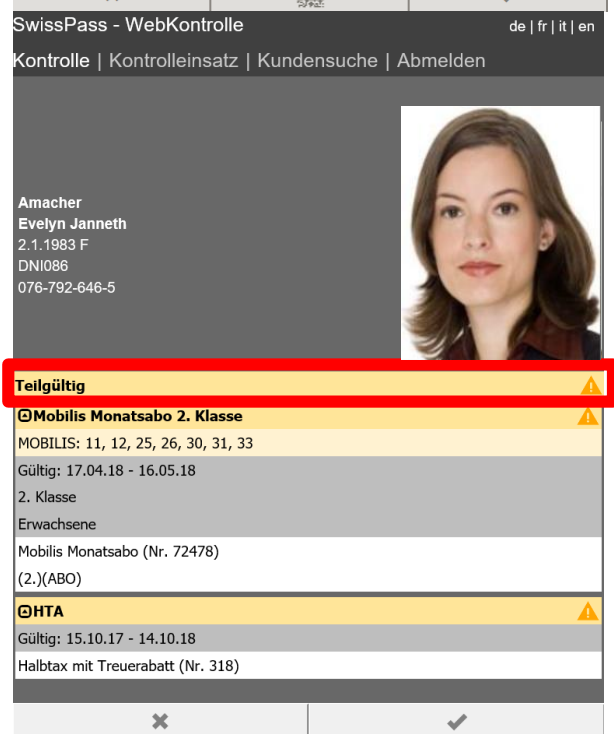 SwissPass - WebKontrolle de | fr | it | en
Kontrolle | Kontrolleinsatz | Kundensuche | Abmelden
Amacher
Evelyn Janneth
2.1.1983 F
DNI086
076-792-646-5
Teilgültig
Mobilis Monatsabo 2. Klasse
MOBILIS: 11, 12, 25, 26, 30, 31, 33
Gültig: 17.04.18 - 16.05.18
2. Klasse
Erwachsene
Mobilis Monatsabo (Nr. 72478)
(2.)(ABO)
HTA
Gültig: 15.10.17 - 14.10.18
Halbtax mit Treuerabatt (Nr. 318)